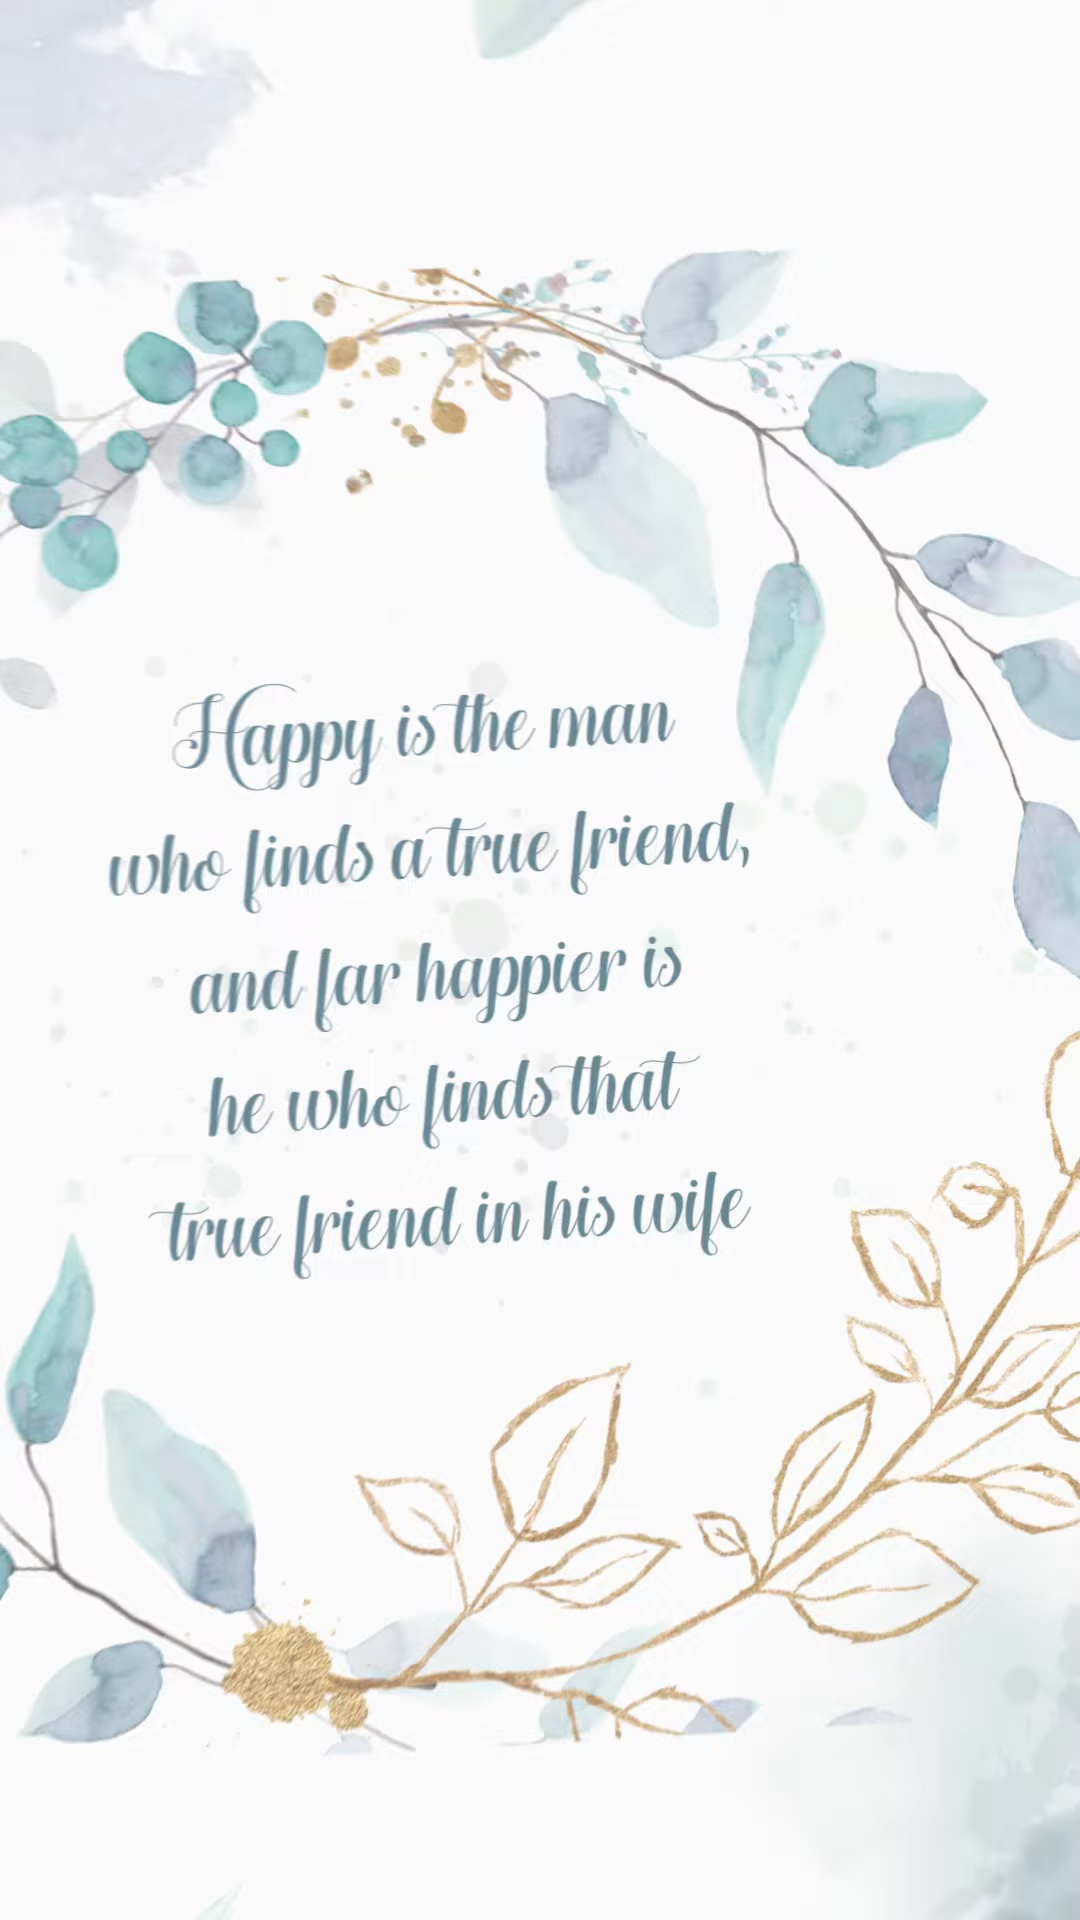 Happy is the man
who finds a true friend,
and far happier is
he who finds that
true friend in his wife